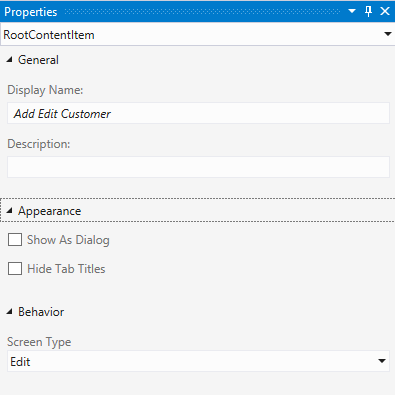 Properties
RootContentItem
General
Display Name:
Add Edit Customer
Description:
Appearance
Show As Dialog
Hide Tab Titles
Behavior
Screen Type
Edit